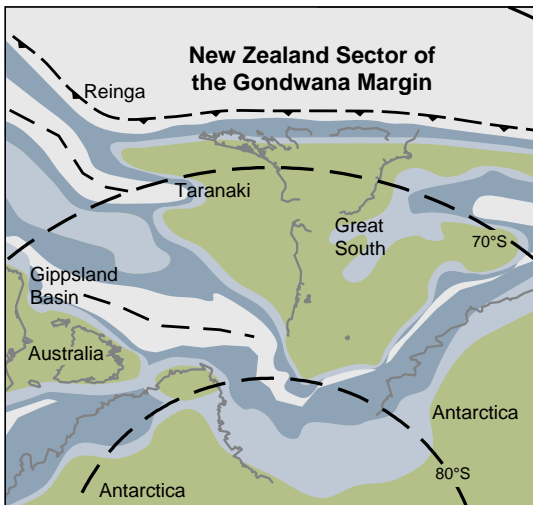 New Zealand Sector of
the Gondwana Margin
Reinga
Taranaki
Great
South
70°S
Gippsland
Basin
Australia
Antarctica
80°S
Antarctica